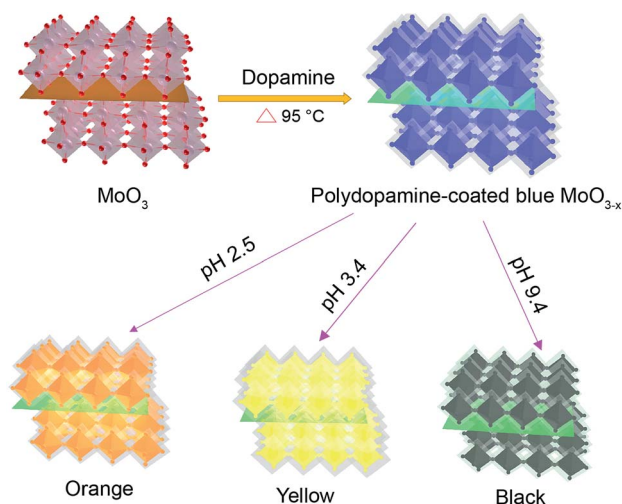 Dopamine
△ 95 °C
MoO₃
Polydopamine-coated blue MoO₃₋ₓ
pH 2.5
pH 3.4
pH 9.4
Orange
Yellow
Black